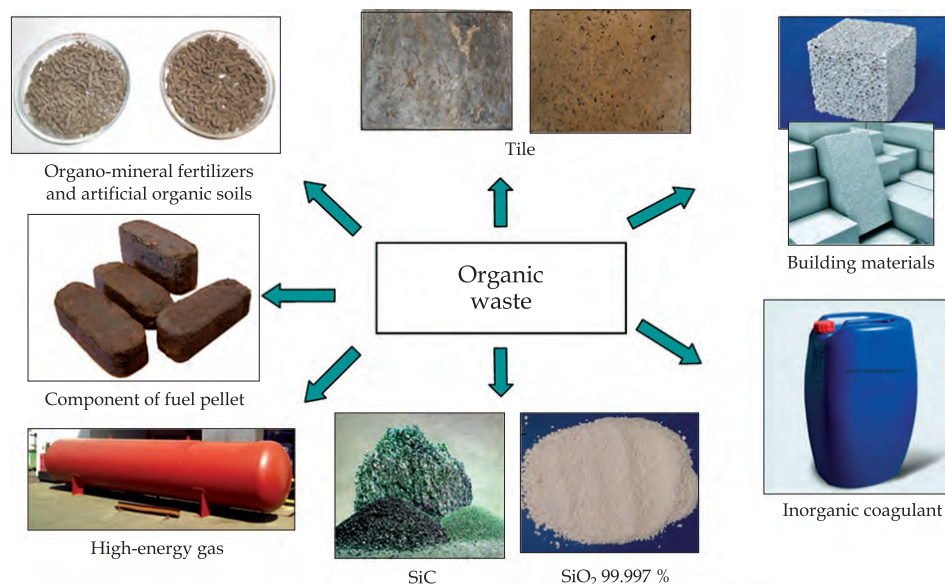 Organo-mineral fertilizers
and artificial organic soils
Tile
Building materials
Organic
waste
Component of fuel pellet
High-energy gas
SiC
SiO₂ 99.997 %
Inorganic coagulant